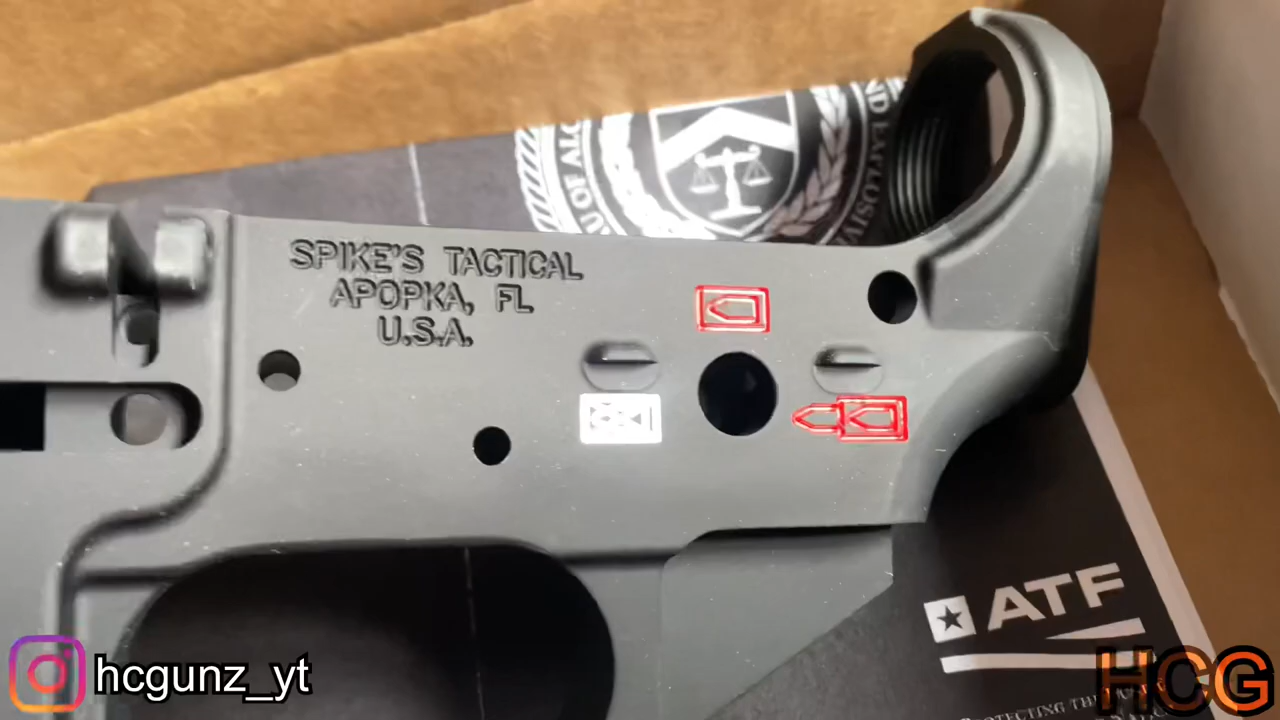 SPIKE'S TACTICAL
APOPKA, FL
U.S.A.
ATF
hcgunz_yt
HCG